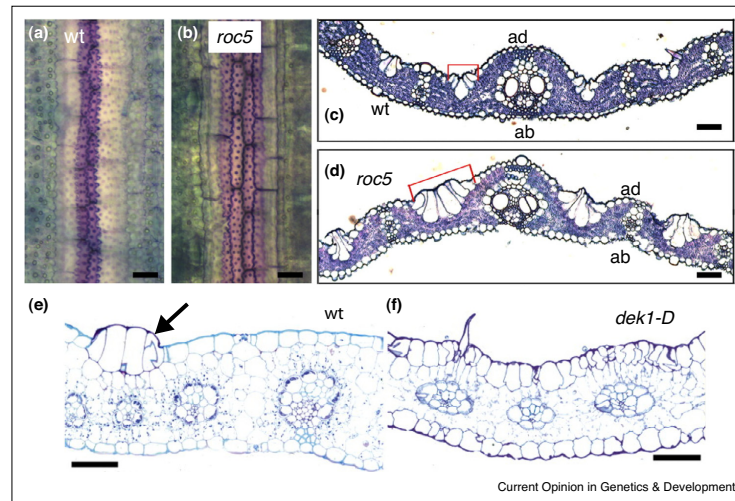 (a) wt
(b) roc5
(c) wt ad ab
(d) roc5 ad ab
(e) wt
(f) dek1-D
Current Opinion in Genetics & Development